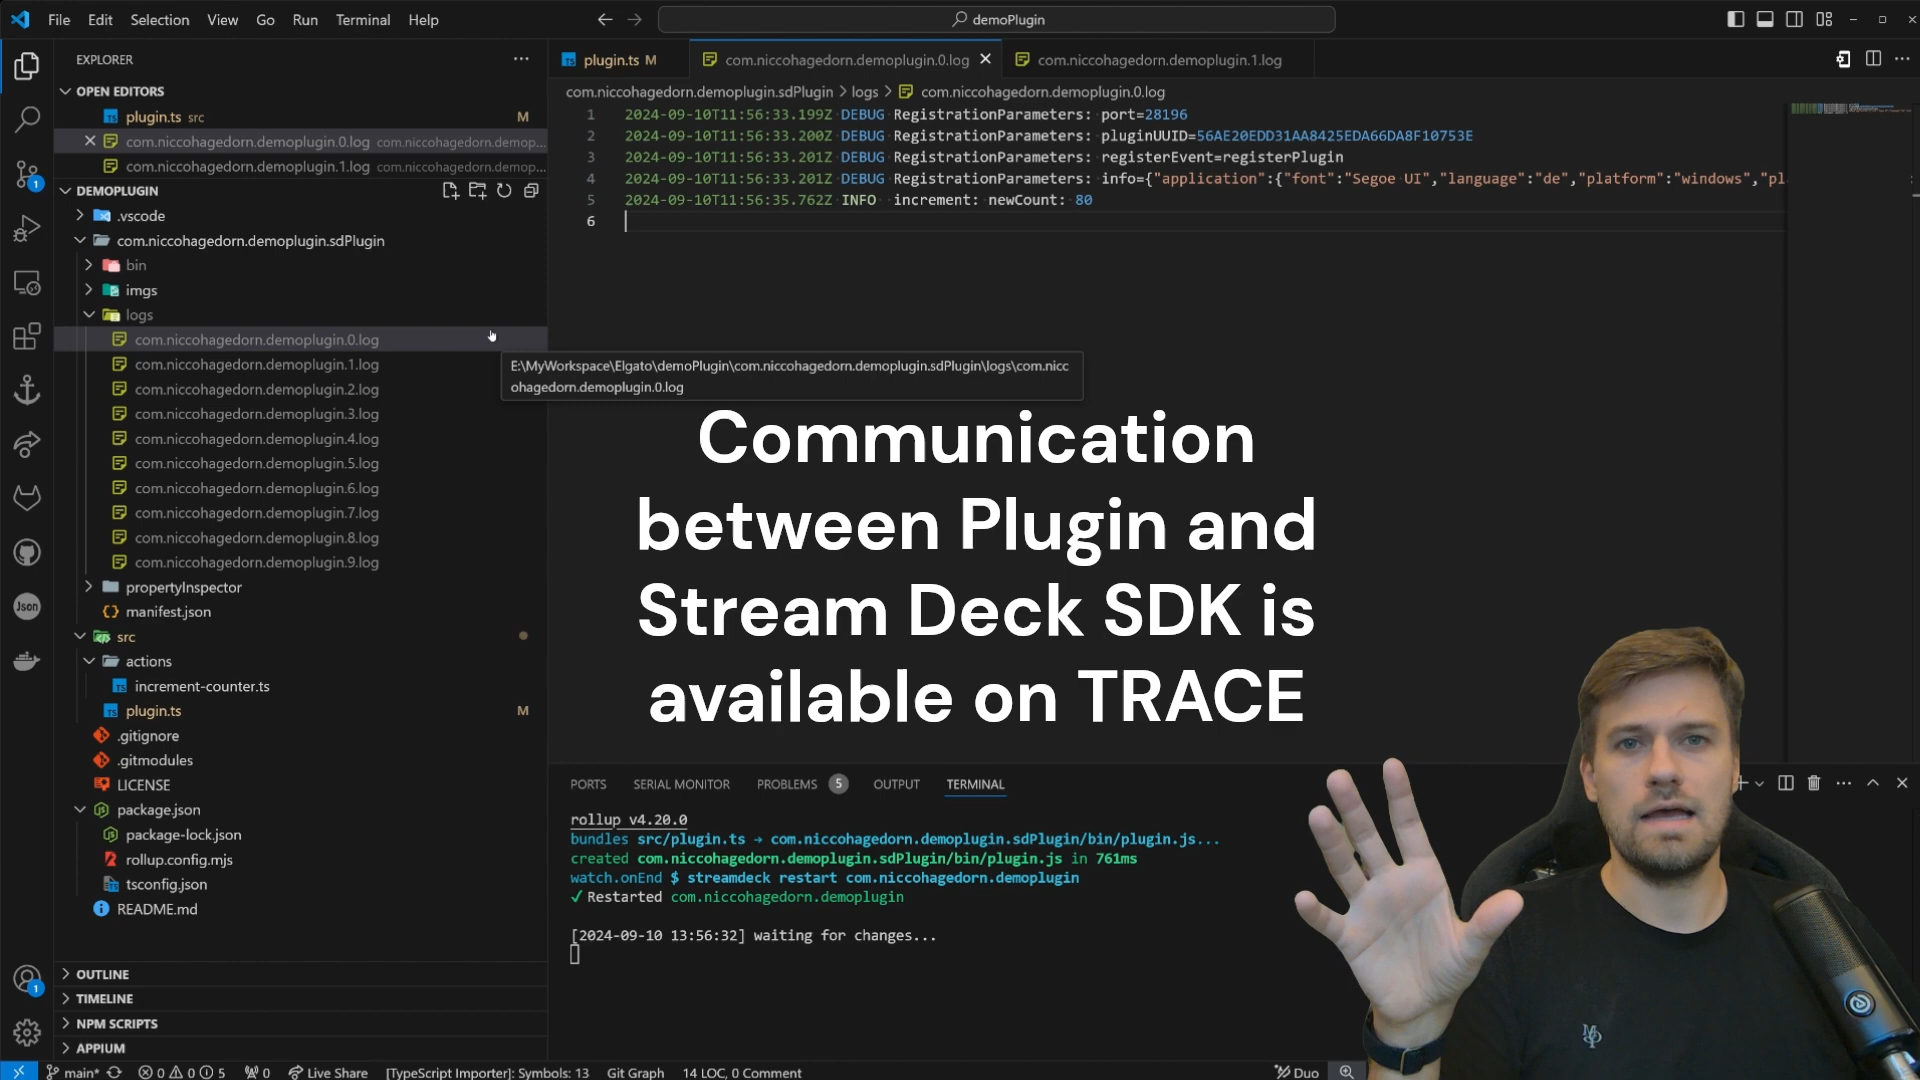 File Edit Selection View Go Run Terminal Help
demoPlugin
EXPLORER
OPEN EDITORS
plugin.ts src M
com.niccohagedorn.demoplugin.0.log com.niccohagedorn.demop...
com.niccohagedorn.demoplugin.1.log com.niccohagedorn.demop...
DEMOPLUGIN
.vscode
com.niccohagedorn.demoplugin.sdPlugin
bin
imgs
logs
com.niccohagedorn.demoplugin.0.log
com.niccohagedorn.demoplugin.1.log
com.niccohagedorn.demoplugin.2.log
com.niccohagedorn.demoplugin.3.log
com.niccohagedorn.demoplugin.4.log
com.niccohagedorn.demoplugin.5.log
com.niccohagedorn.demoplugin.6.log
com.niccohagedorn.demoplugin.7.log
com.niccohagedorn.demoplugin.8.log
com.niccohagedorn.demoplugin.9.log
propertyInspector
manifest.json
src
actions
increment-counter.ts
plugin.ts M
.gitignore
.gitmodules
LICENSE
package.json
package-lock.json
rollup.config.mjs
tsconfig.json
README.md
OUTLINE
TIMELINE
NPM SCRIPTS
APPIUM
1
Json
1
plugin.ts M com.niccohagedorn.demoplugin.0.log com.niccohagedorn.demoplugin.1.log
com.niccohagedorn.demoplugin.sdPlugin > logs > com.niccohagedorn.demoplugin.0.log
1 2024-09-10T11:56:33.199Z DEBUG RegistrationParameters: port=28196
2 2024-09-10T11:56:33.200Z DEBUG RegistrationParameters: pluginUUID=56AE20EDD31AA8425EDA66DA8F10753E
3 2024-09-10T11:56:33.201Z DEBUG RegistrationParameters: registerEvent=registerPlugin
4 2024-09-10T11:56:33.201Z DEBUG RegistrationParameters: info={"application":{"font":"Segoe UI","language":"de","platform":"windows","pl
5 2024-09-10T11:56:35.762Z INFO increment: newCount: 80
6
E:\MyWorkspace\Elgato\demoPlugin\com.niccohagedorn.demoplugin.sdPlugin\logs\com.nicc
ohagedorn.demoplugin.0.log
Communication
between Plugin and
Stream Deck SDK is
available on TRACE
PORTS SERIAL MONITOR PROBLEMS 5 OUTPUT TERMINAL
rollup v4.20.0
bundles src/plugin.ts → com.niccohagedorn.demoplugin.sdPlugin/bin/plugin.js...
created com.niccohagedorn.demoplugin.sdPlugin/bin/plugin.js in 761ms
watch.onEnd $ streamdeck restart com.niccohagedorn.demoplugin
✓ Restarted com.niccohagedorn.demoplugin
[2024-09-10 13:56:32] waiting for changes...
main* 0 0 5 0 Live Share [TypeScript Importer]: Symbols: 13 Git Graph 14 LOC, 0 Comment Duo